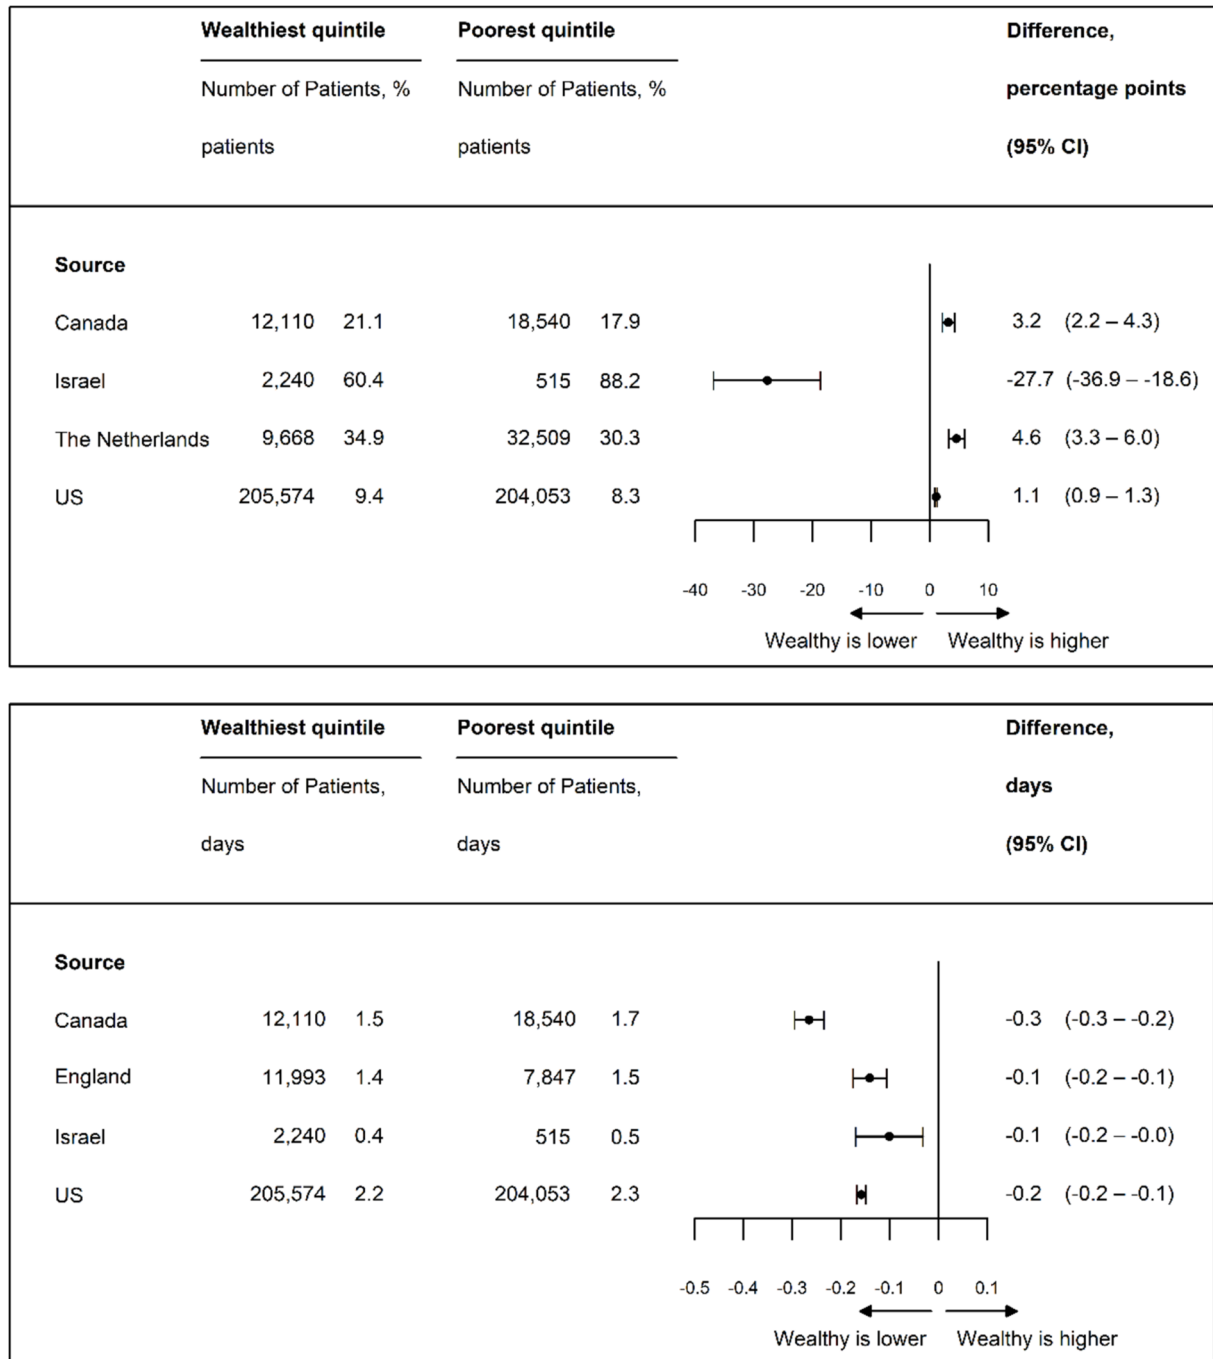 Wealthiest quintile Poorest quintile Difference,
Number of Patients, % Number of Patients, % percentage points
patients patients (95% CI)
Source
Canada 12,110 21.1 18,540 17.9 3.2 (2.2 – 4.3)
Israel 2,240 60.4 515 88.2 -27.7 (-36.9 – -18.6)
The Netherlands 9,668 34.9 32,509 30.3 4.6 (3.3 – 6.0)
US 205,574 9.4 204,053 8.3 1.1 (0.9 – 1.3)
-40 -30 -20 -10 0 10
Wealthy is lower Wealthy is higher
Wealthiest quintile Poorest quintile Difference,
Number of Patients, Number of Patients, days
days days (95% CI)
Source
Canada 12,110 1.5 18,540 1.7 -0.3 (-0.3 – -0.2)
England 11,993 1.4 7,847 1.5 -0.1 (-0.2 – -0.1)
Israel 2,240 0.4 515 0.5 -0.1 (-0.2 – -0.0)
US 205,574 2.2 204,053 2.3 -0.2 (-0.2 – -0.1)
-0.5 -0.4 -0.3 -0.2 -0.1 0 0.1
Wealthy is lower Wealthy is higher